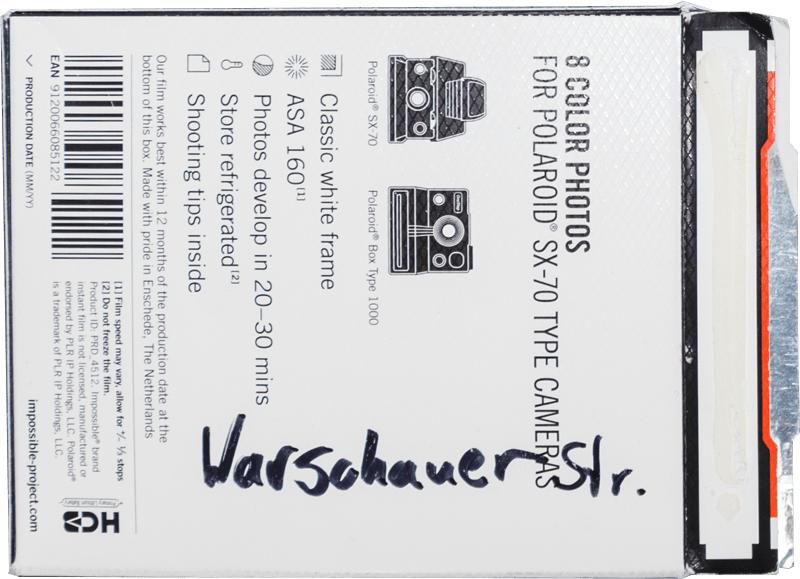 8 COLOR PHOTOS
FOR POLAROID® SX-70 TYPE CAMERAS
Polaroid® SX-70
Polaroid® Box Type 1000
Classic white frame
ASA 160[1]
Photos develop in 20–30 mins
Store refrigerated[2]
Shooting tips inside
Our film works best within 12 months of the production date at the
bottom of this box. Made with pride in Enschede, The Netherlands
EAN 9120066085122
PRODUCTION DATE (MM/YY)
[1] Film speed may vary, allow for +/- 1/3 stops
[2] Do not freeze the film.
Product ID: PRD_4512. Impossible® brand
instant film is not licensed, manufactured or
endorsed by PLR IP Holdings, LLC. Polaroid®
is a trademark of PLR IP Holdings, LLC.
impossible-project.com
Primary Lithium Battery
Warschauer Str.